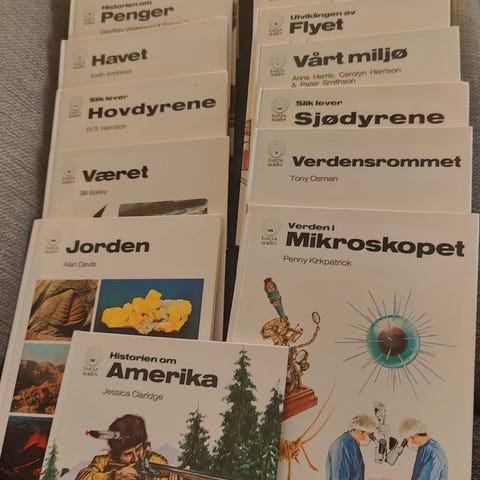 Historien om
Penger
Havet
Keith Andrews
Slik lever
Hovdyrene
W.R. Hamilton
Været
Bill Bailey
Jorden
Alan Davis
Historien om
Amerika
Jessica Claridge
Utviklingen av
Flyet
Vårt miljø
Anne Harris, Carolyn Harrison
& Peter Smithson
Slik lever
Sjødyrene
Verdensrommet
Tony Osman
Verden i
Mikroskopet
Penny Kirkpatrick
FAKTA
SERIEN